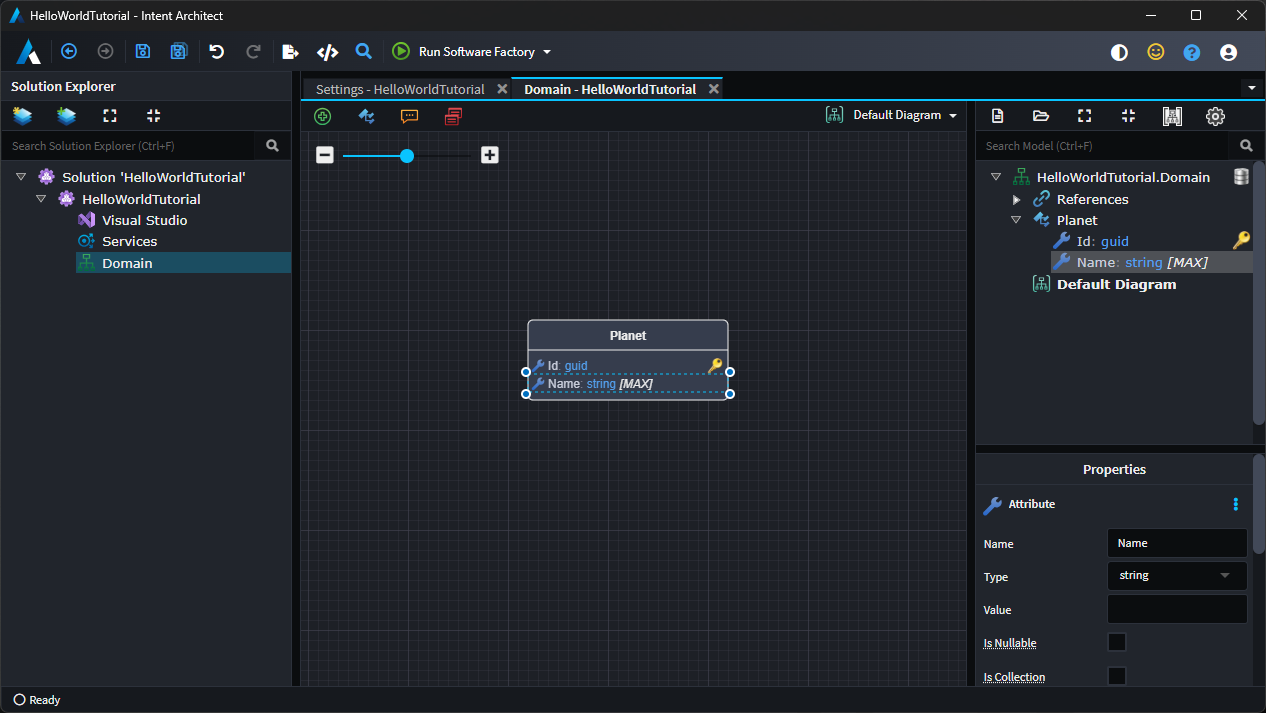 HelloWorldTutorial - Intent Architect
Run Software Factory
Solution Explorer
Search Solution Explorer (Ctrl+F)
Solution 'HelloWorldTutorial'
HelloWorldTutorial
Visual Studio
Services
Domain
Settings - HelloWorldTutorial
Domain - HelloWorldTutorial
Default Diagram
Planet
Id: guid
Name: string [MAX]
Search Model (Ctrl+F)
HelloWorldTutorial.Domain
References
Planet
Id: guid
Name: string [MAX]
Default Diagram
Properties
Attribute
Name Name
Type string
Value
Is Nullable
Is Collection
Ready